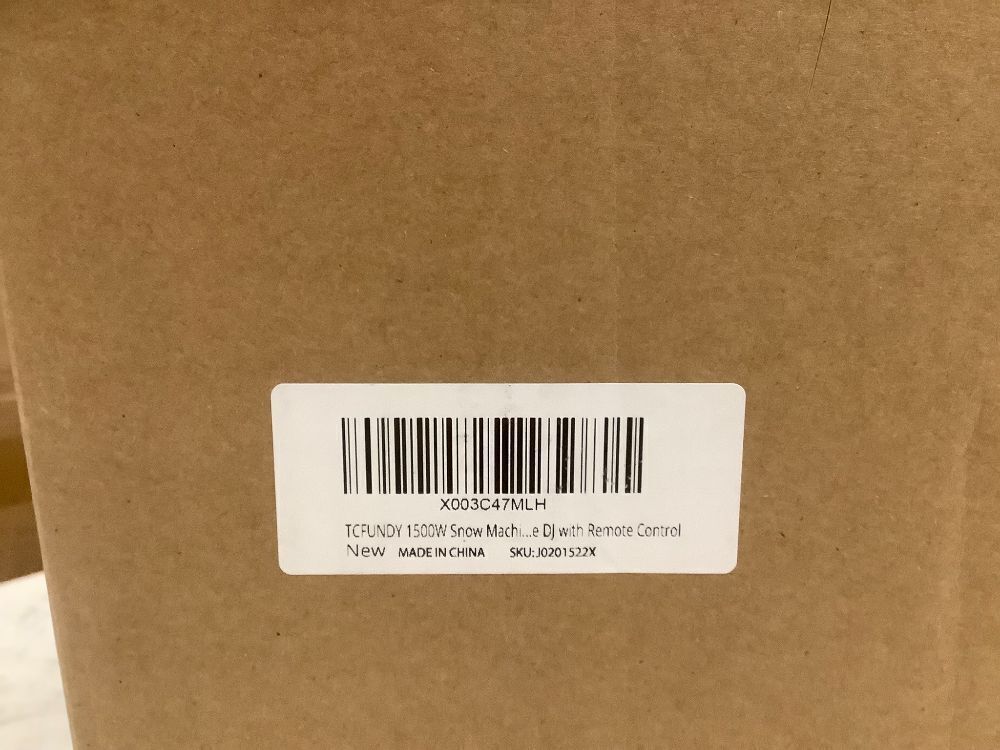 X003C47MLH
TCFUNDY 1500W Snow Machi...e DJ with Remote Control
New MADE IN CHINA SKU:J0201522X